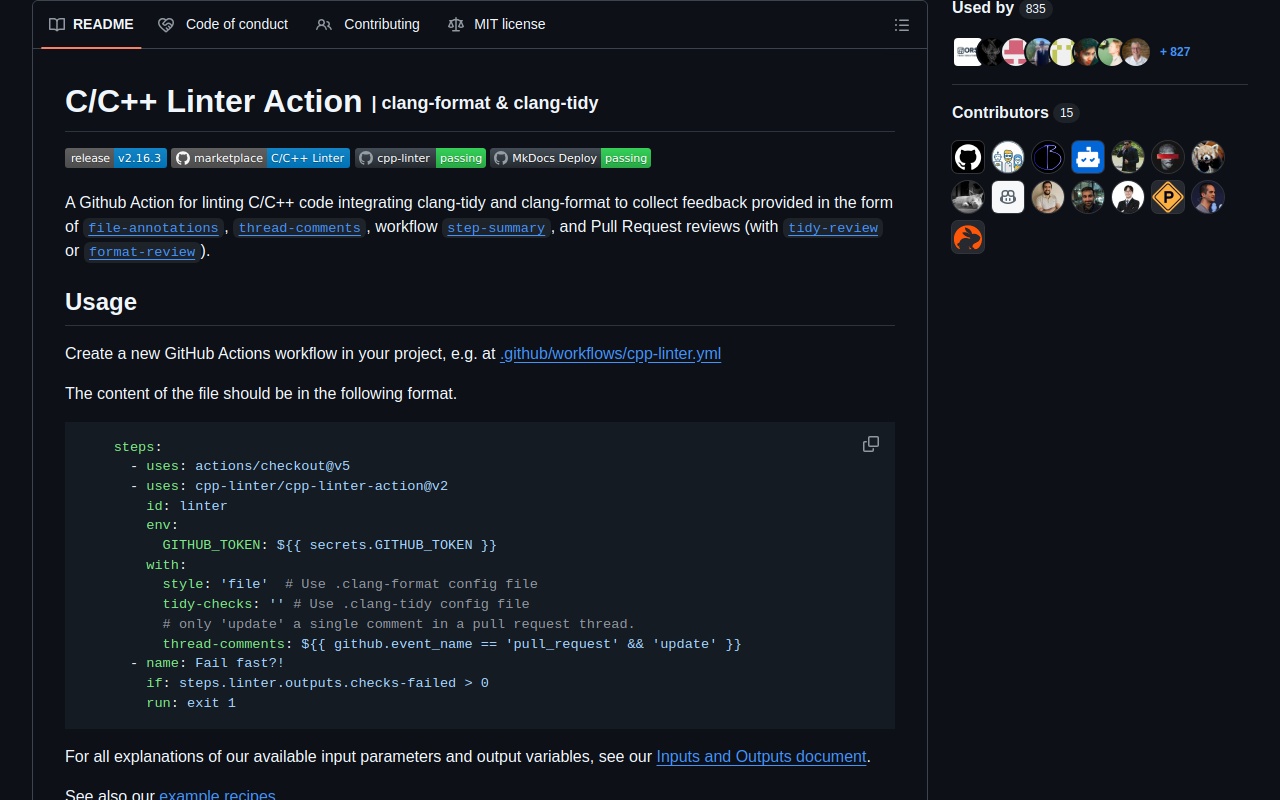 README
Code of conduct
Contributing
MIT license
C/C++ Linter Action | clang-format & clang-tidy
release v2.16.3 marketplace C/C++ Linter cpp-linter passing MkDocs Deploy passing
A Github Action for linting C/C++ code integrating clang-tidy and clang-format to collect feedback provided in the form
of file-annotations, thread-comments, workflow step-summary, and Pull Request reviews (with tidy-review
or format-review).
Usage
Create a new GitHub Actions workflow in your project, e.g. at .github/workflows/cpp-linter.yml
The content of the file should be in the following format.
    steps:
      - uses: actions/checkout@v5
      - uses: cpp-linter/cpp-linter-action@v2
        id: linter
        env:
          GITHUB_TOKEN: ${{ secrets.GITHUB_TOKEN }}
        with:
          style: 'file'  # Use .clang-format config file
          tidy-checks: '' # Use .clang-tidy config file
          # only 'update' a single comment in a pull request thread.
          thread-comments: ${{ github.event_name == 'pull_request' && 'update' }}
      - name: Fail fast?!
        if: steps.linter.outputs.checks-failed > 0
        run: exit 1
For all explanations of our available input parameters and output variables, see our Inputs and Outputs document.
See also our example recipes
Used by 835
+ 827
Contributors 15